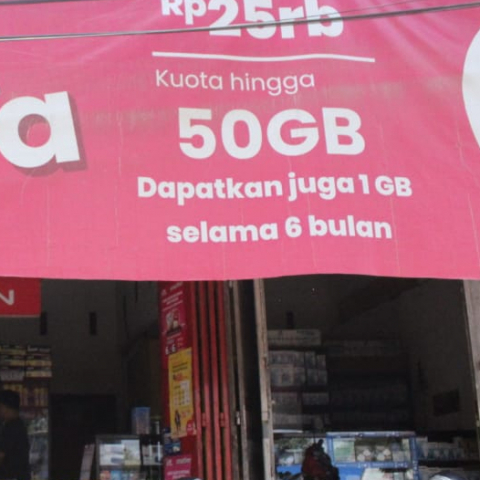 Rp25rb
Kuota hingga
50GB
a
Dapatkan juga 1 GB
selama 6 bulan
N